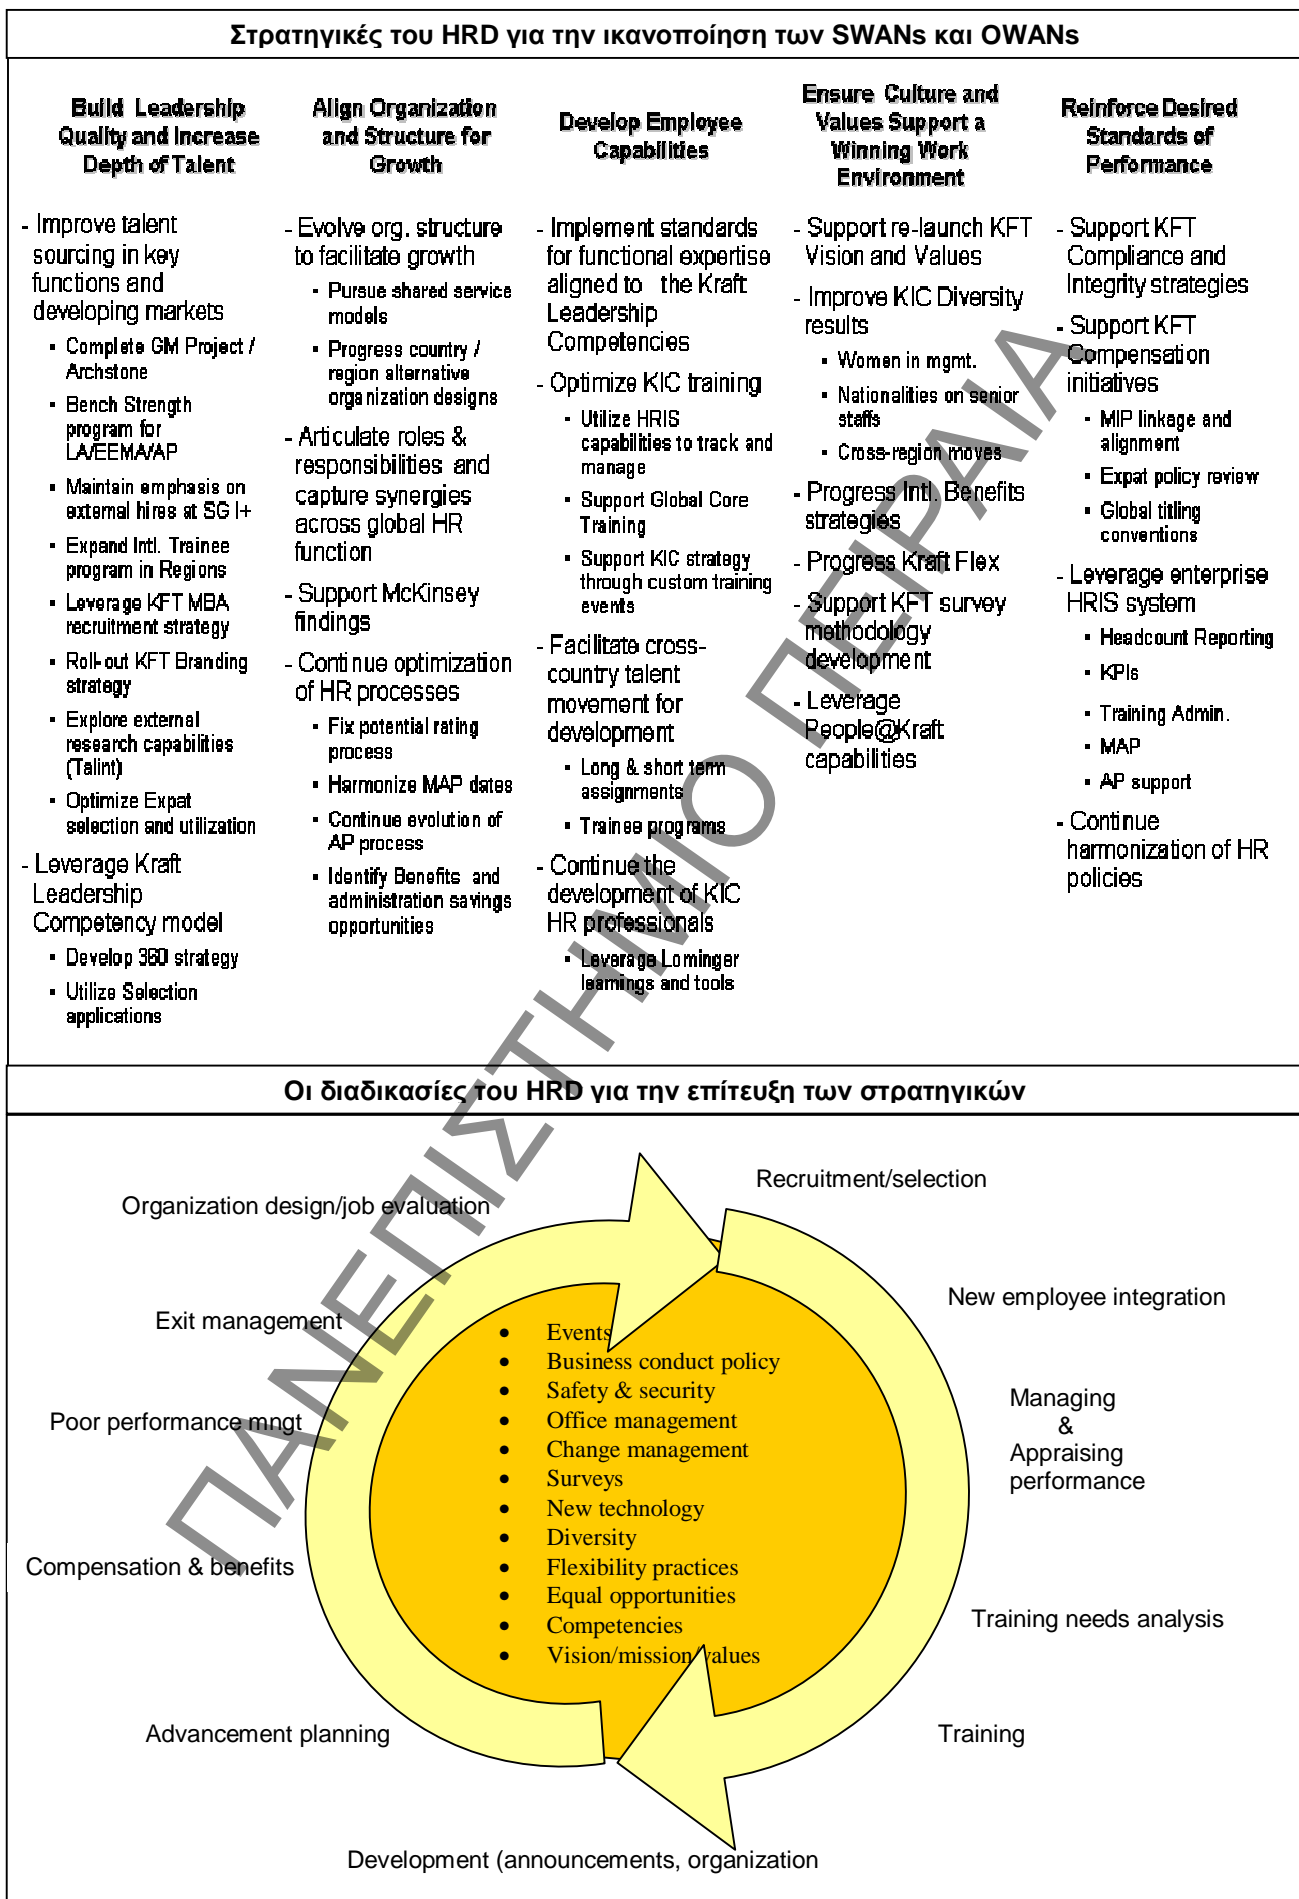 Στρατηγικές του HRD για την ικανοποίηση των SWANs και OWANs
Build Leadership
Quality and Increase
Depth of Talent
- Improve talent
sourcing in key
functions and
developing markets
▪ Complete GM Project /
Archstone
▪ Bench Strength
program for
LA/EEMA/AP
▪ Maintain emphasis on
external hires at SG I+
▪ Expand Intl. Trainee
program in Regions
▪ Leverage KFT MBA
recruitment strategy
▪ Roll-out KFT Branding
strategy
▪ Explore external
research capabilities
(Talint)
▪ Optimize Expat
selection and utilization
- Leverage Kraft
Leadership
Competency model
▪ Develop 360 strategy
▪ Utilize Selection
applications
Align Organization
and Structure for
Growth
- Evolve org. structure
to facilitate growth
▪ Pursue shared service
models
▪ Progress country /
region alternative
organization designs
- Articulate roles &
responsibilities and
capture synergies
across global HR
function
- Support McKinsey
findings
- Continue optimization
of HR processes
▪ Fix potential rating
process
▪ Harmonize MAP dates
▪ Continue evolution of
AP process
▪ Identify Benefits and
administration savings
opportunities
Develop Employee
Capabilities
- Implement standards
for functional expertise
aligned to the Kraft
Leadership
Competencies
- Optimize KIC training
▪ Utilize HRIS
capabilities to track and
manage
▪ Support Global Core
Training
▪ Support KIC strategy
through custom training
events
- Facilitate cross-
country talent
movement for
development
▪ Long & short term
assignments
▪ Trainee programs
- Continue the
development of KIC
HR professionals
▪ Leverage Lominger
learnings and tools
Ensure Culture and
Values Support a
Winning Work
Environment
- Support re-launch KFT
Vision and Values
- Improve KIC Diversity
results
▪ Women in mgmt.
▪ Nationalities on senior
staffs
▪ Cross-region moves
- Progress Intl. Benefits
strategies
- Progress Kraft Flex
- Support KFT survey
methodology
development
- Leverage
People@Kraft
capabilities
Reinforce Desired
Standards of
Performance
- Support KFT
Compliance and
Integrity strategies
- Support KFT
Compensation
initiatives
▪ MIP linkage and
alignment
▪ Expat policy review
▪ Global titling
conventions
- Leverage enterprise
HRIS system
▪ Headcount Reporting
▪ KPIs
▪ Training Admin.
▪ MAP
▪ AP support
- Continue
harmonization of HR
policies
ΠΑΝΕΠΙΣΤΗΜΙΟ ΠΕΙΡΑΙΑ
Οι διαδικασίες του HRD για την επίτευξη των στρατηγικών
Recruitment/selection
Organization design/job evaluation
New employee integration
Exit management
Managing
&
Appraising
performance
Poor performance mngt
Compensation & benefits
Training needs analysis
Advancement planning
Training
Development (announcements, organization
• Events
• Business conduct policy
• Safety & security
• Office management
• Change management
• Surveys
• New technology
• Diversity
• Flexibility practices
• Equal opportunities
• Competencies
• Vision/mission/values